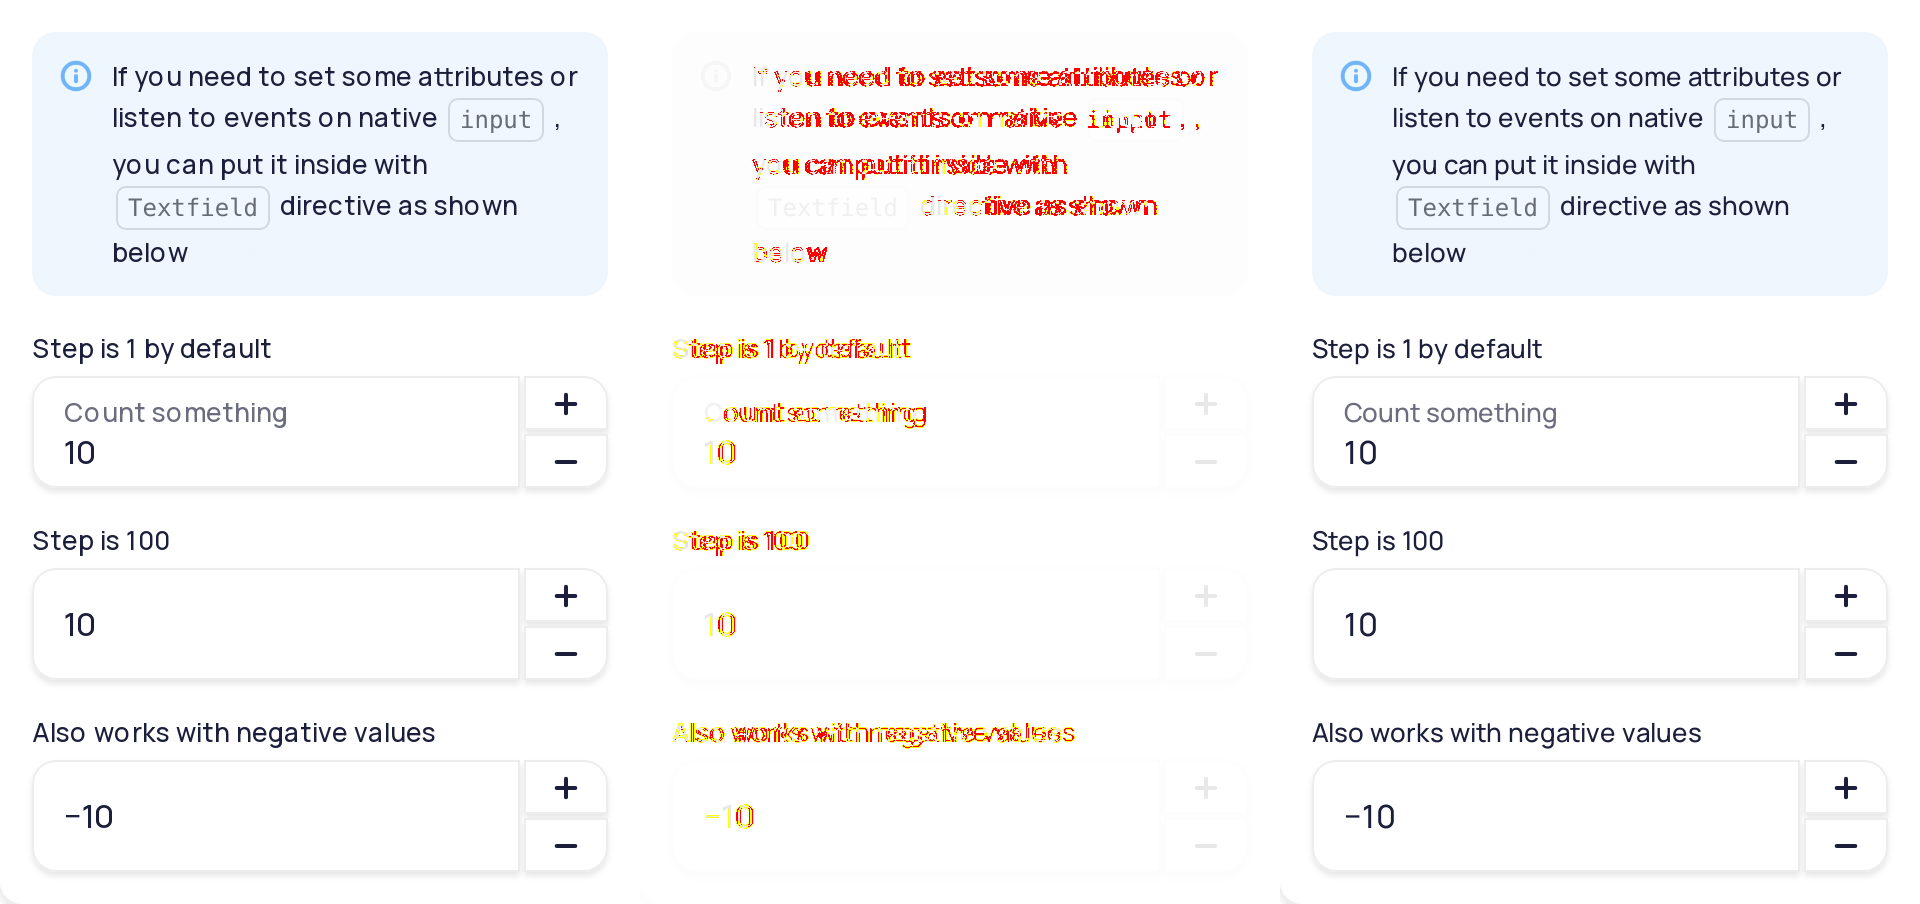 If you need to set some attributes or
listen to events on native input ,
you can put it inside with
Textfield directive as shown
below
Step is 1 by default
Count something
10
Step is 100
10
Also works with negative values
−10
If you need to set some attributes or
listen to events on native input ,
you can put it inside with
Textfield directive as shown
below
Step is 1 by default
Count something
10
Step is 100
10
Also works with negative values
−10
If you need to set some attributes or
listen to events on native input ,
you can put it inside with
Textfield directive as shown
below
Step is 1 by default
Count something
10
Step is 100
10
Also works with negative values
−10